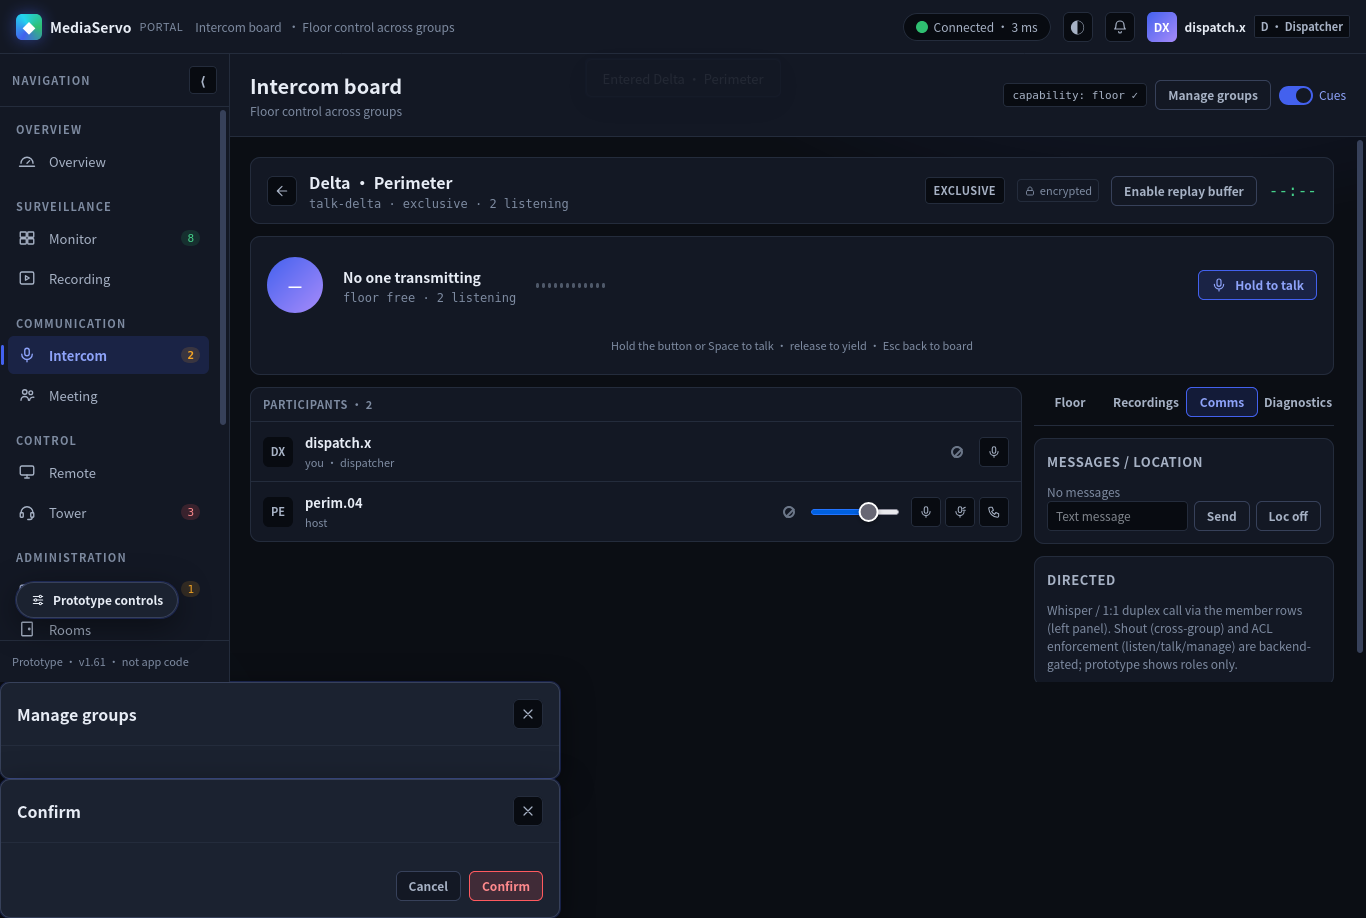 MediaServo PORTAL Intercom board • Floor control across groups
Connected • 3 ms
DX dispatch.x D • Dispatcher
NAVIGATION
OVERVIEW
Overview
SURVEILLANCE
Monitor 8
Recording
COMMUNICATION
Intercom 2
Meeting
CONTROL
Remote
Tower 3
ADMINISTRATION
1
Prototype controls
Rooms
Prototype • v1.61 • not app code
Intercom board
Floor control across groups
Entered Delta • Perimeter
capability: floor ✓
Manage groups
Cues
Delta • Perimeter
talk-delta · exclusive · 2 listening
EXCLUSIVE
encrypted
Enable replay buffer
--:--
No one transmitting
floor free · 2 listening
Hold to talk
Hold the button or Space to talk • release to yield • Esc back to board
PARTICIPANTS • 2
DX dispatch.x
you • dispatcher
PE perim.04
host
Floor Recordings Comms Diagnostics
MESSAGES / LOCATION
No messages
Text message Send Loc off
DIRECTED
Whisper / 1:1 duplex call via the member rows
(left panel). Shout (cross-group) and ACL
enforcement (listen/talk/manage) are backend-
gated; prototype shows roles only.
Manage groups
Confirm
Cancel Confirm